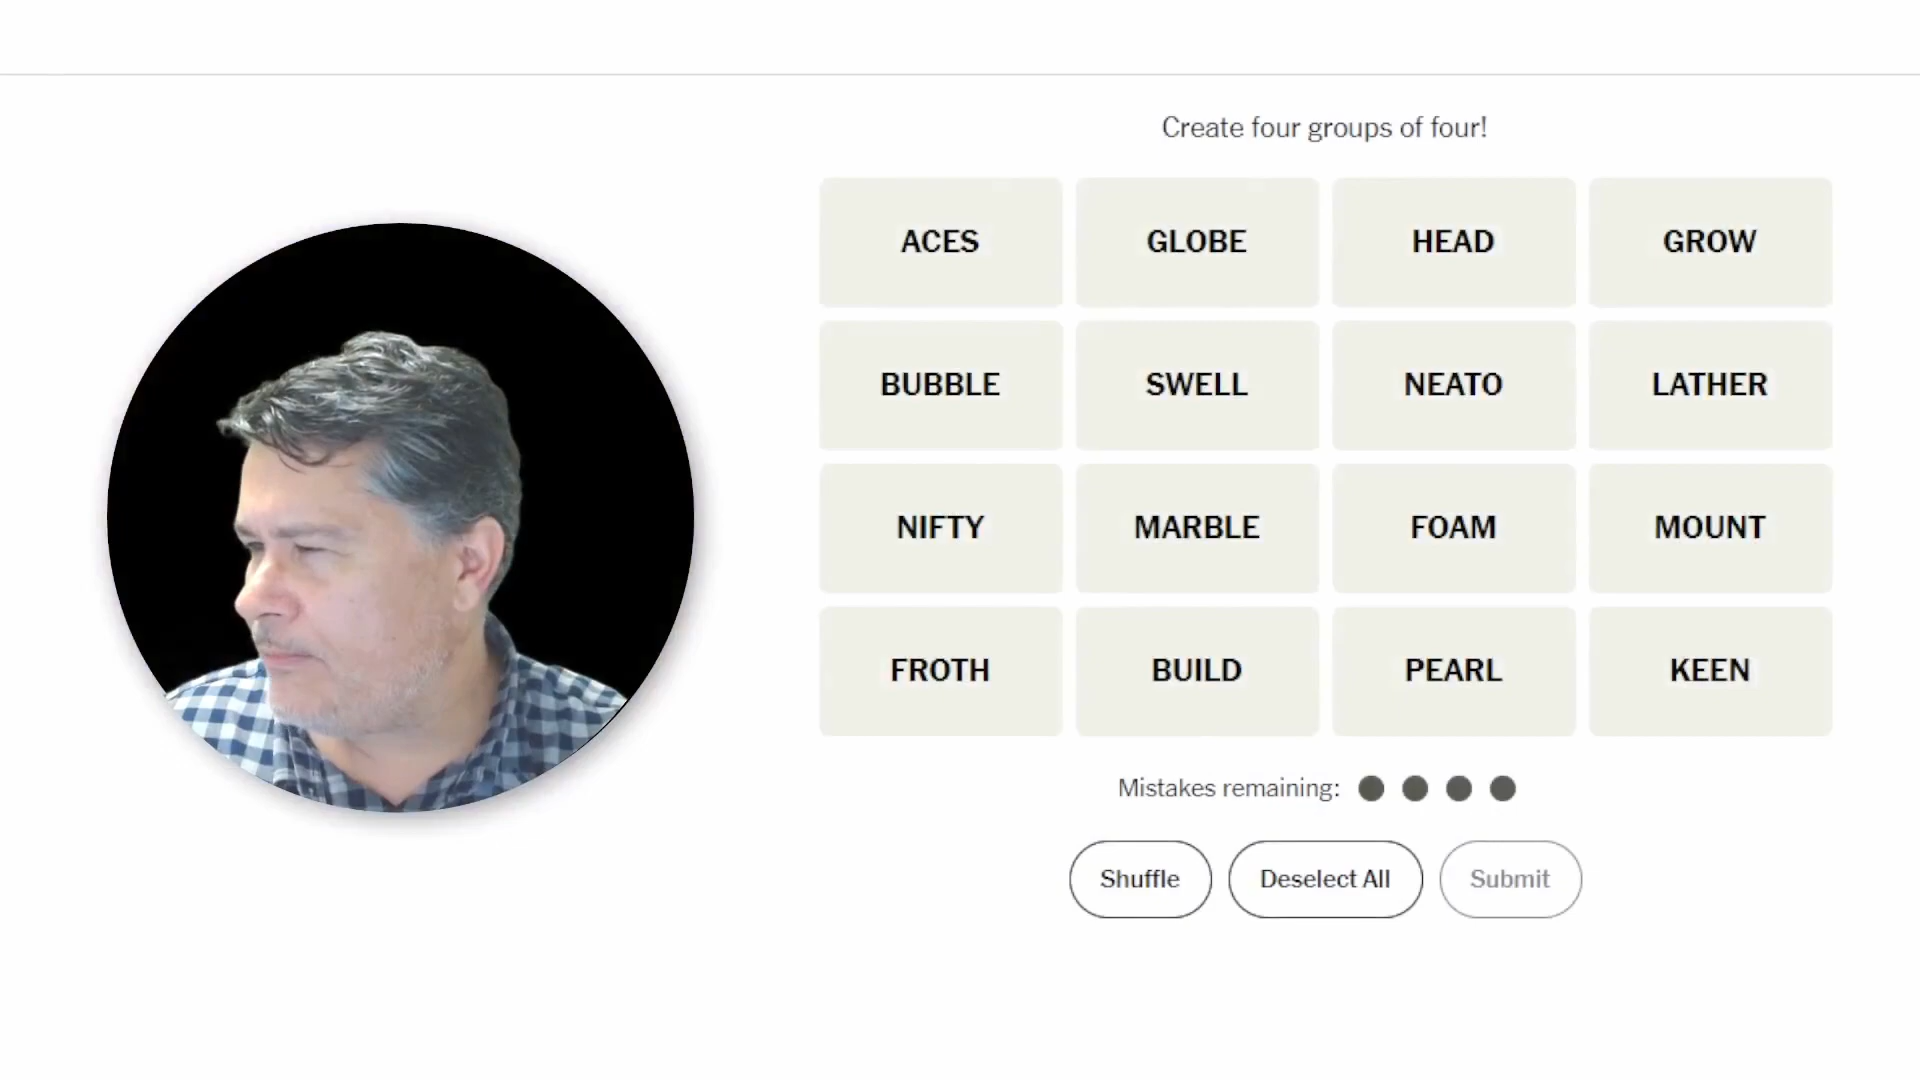 Create four groups of four!
ACES GLOBE HEAD GROW
BUBBLE SWELL NEATO LATHER
NIFTY MARBLE FOAM MOUNT
FROTH BUILD PEARL KEEN
Mistakes remaining:
Shuffle Deselect All Submit